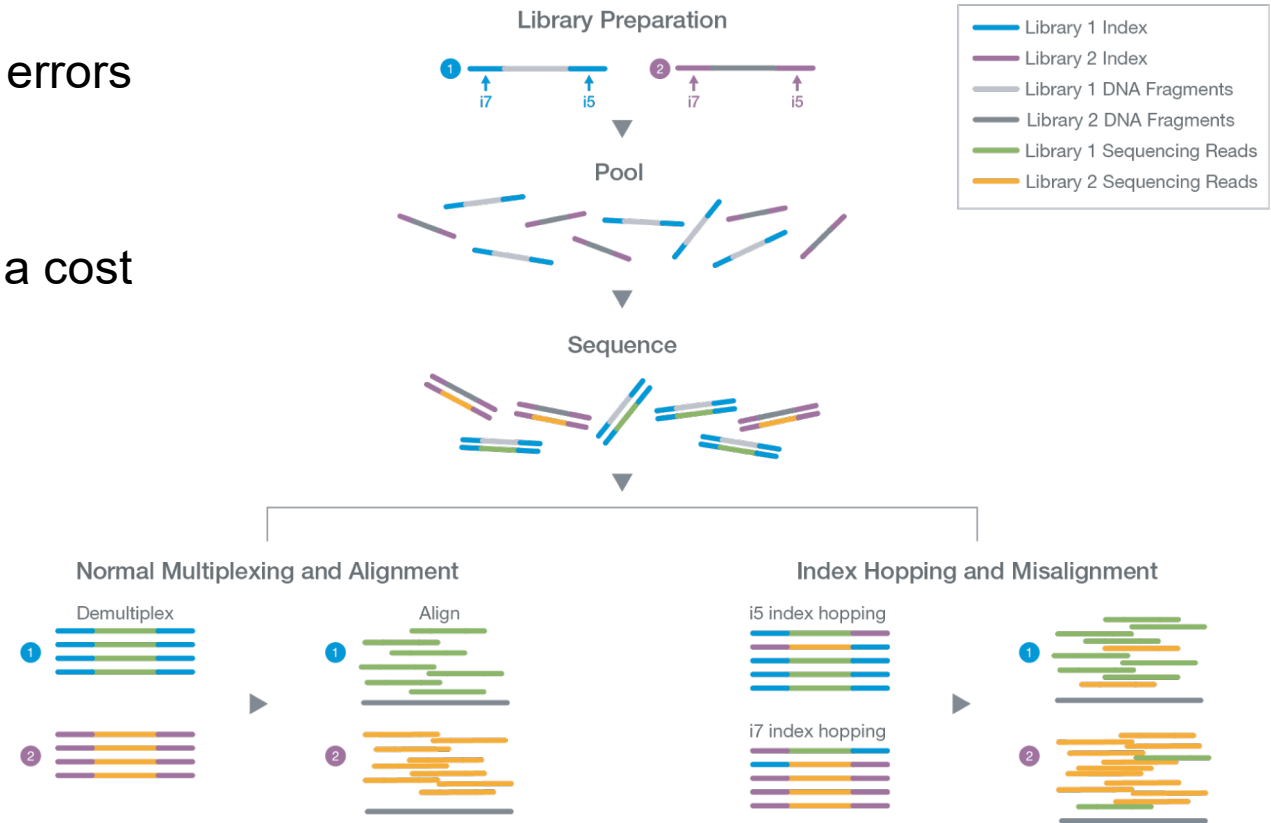 errors
a cost
Library Preparation
1
i7
i5
2
i7
i5
Library 1 Index
Library 2 Index
Library 1 DNA Fragments
Library 2 DNA Fragments
Library 1 Sequencing Reads
Library 2 Sequencing Reads
Pool
Sequence
Normal Multiplexing and Alignment
Demultiplex
Align
1
1
2
2
Index Hopping and Misalignment
i5 index hopping
1
i7 index hopping
2